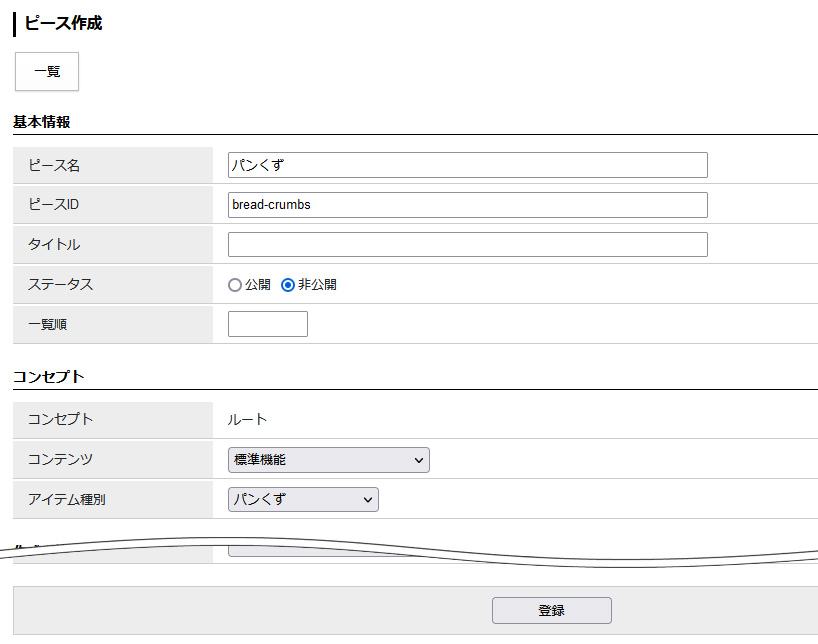 ピース作成
一覧
基本情報
ピース名 パンくず
ピースID bread-crumbs
タイトル
ステータス 公開 非公開
一覧順
コンセプト
コンセプト ルート
コンテンツ 標準機能
アイテム種別 パンくず
登録